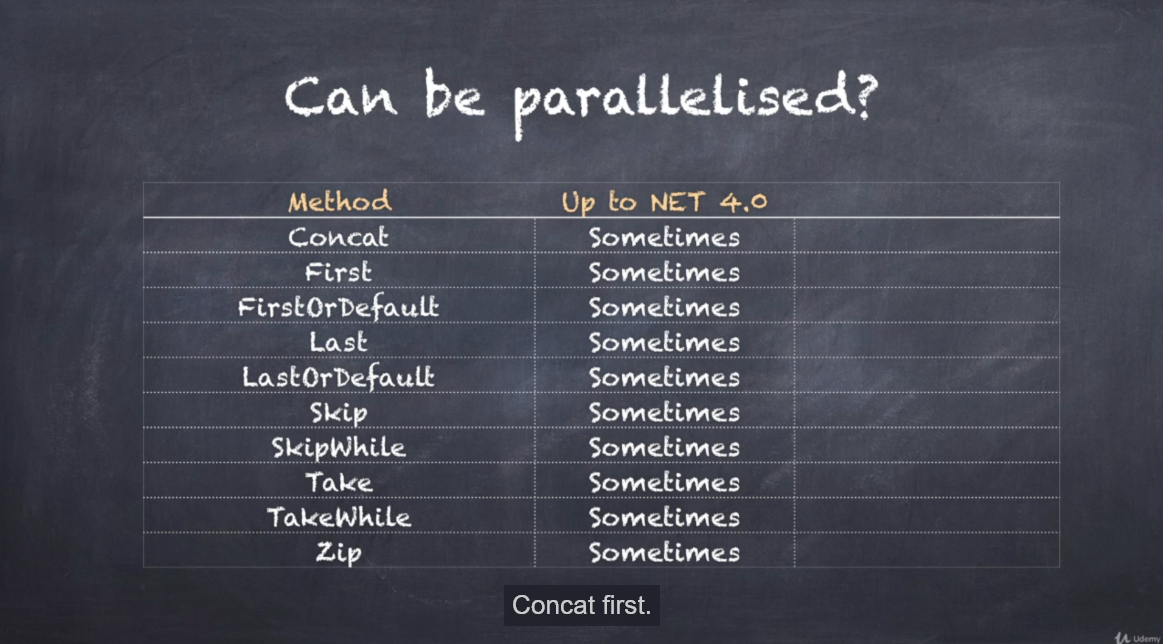 Can be parallelised?
Method Up to NET 4.0
Concat Sometimes
First Sometimes
FirstOrDefault Sometimes
Last Sometimes
LastOrDefault Sometimes
Skip Sometimes
SkipWhile Sometimes
Take Sometimes
TakeWhile Sometimes
Zip Sometimes
Concat first.
Udemy